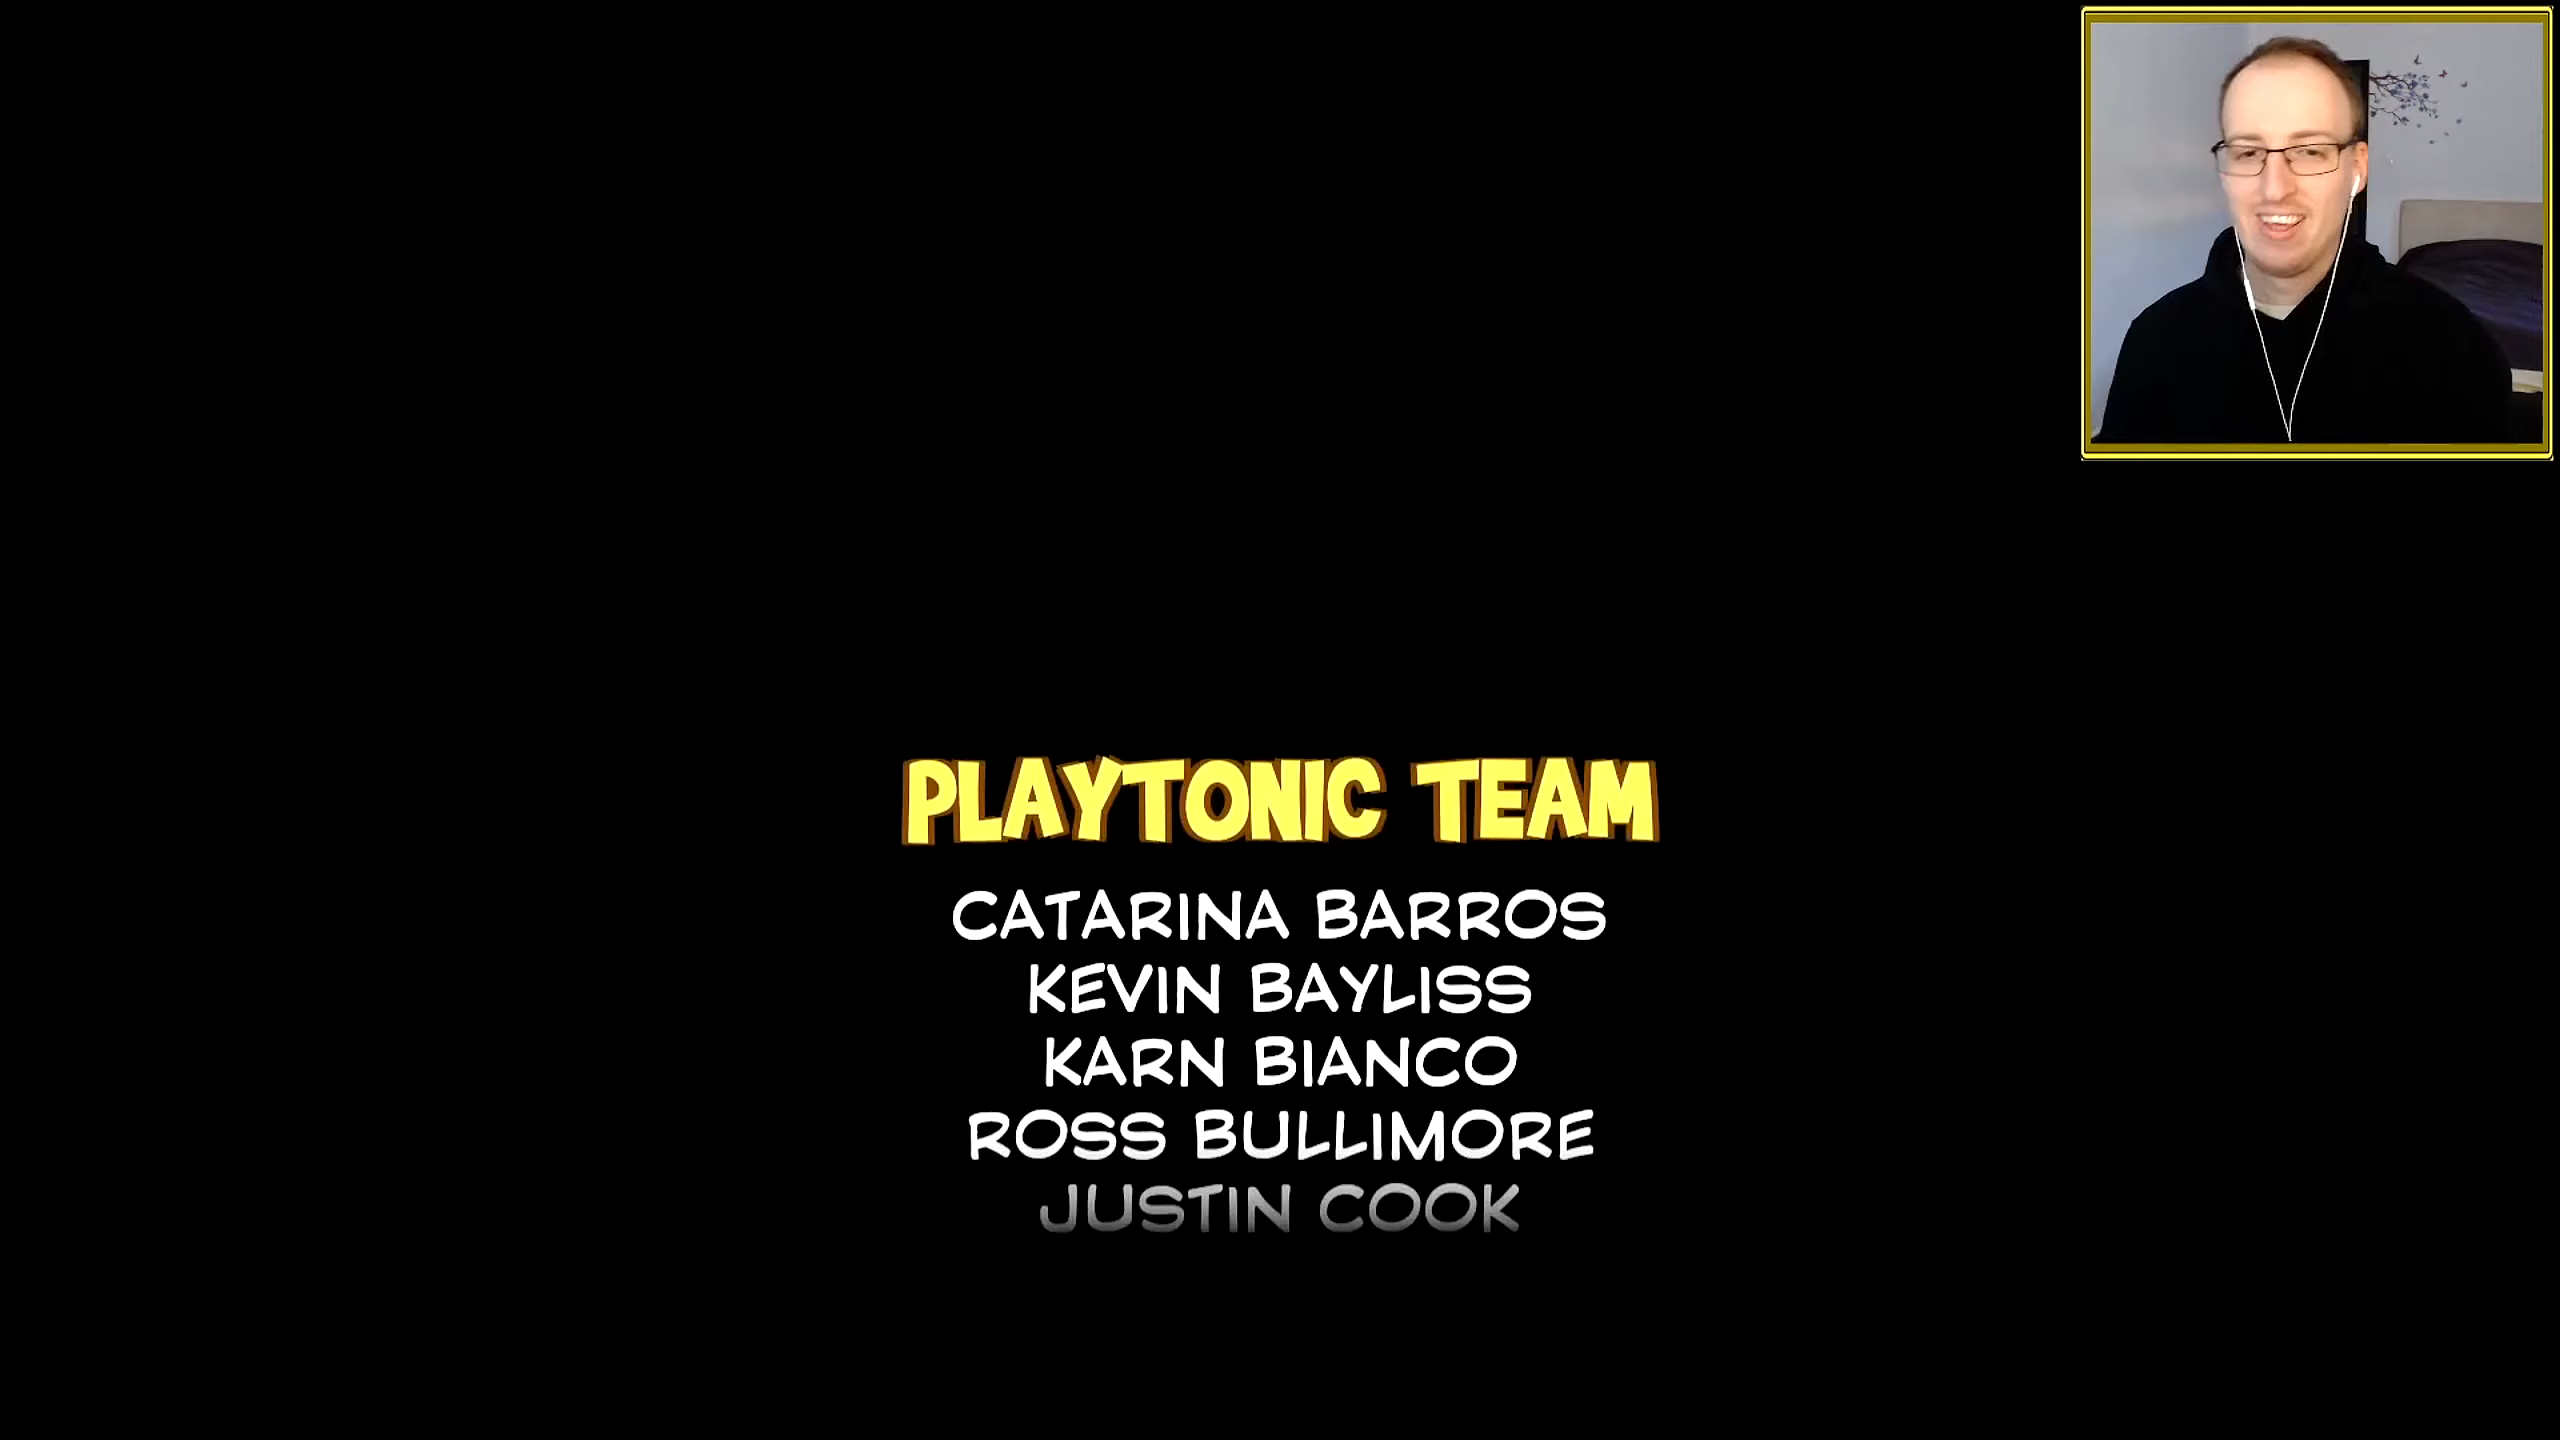 PLAYTONIC TEAM
CATARINA BARROS
KEVIN BAYLISS
KARN BIANCO
ROSS BULLIMORE
JUSTIN COOK